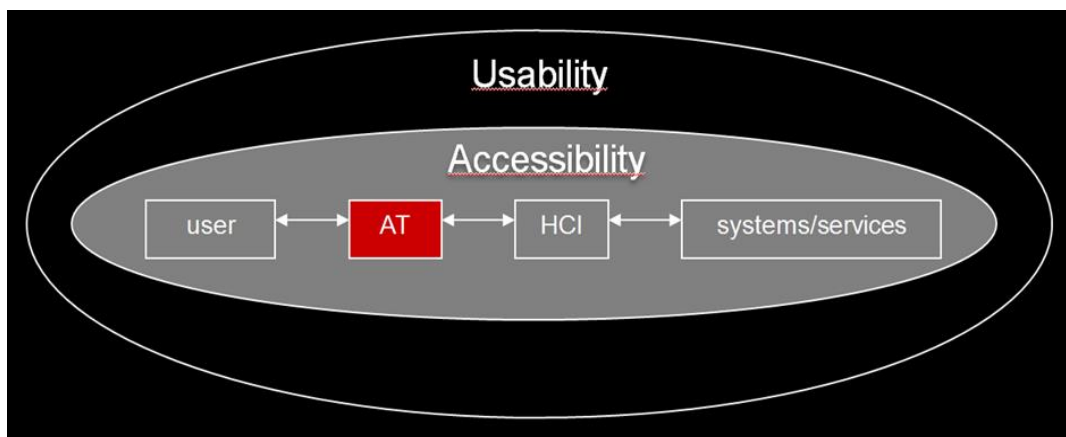 Usability
Accessibility
user
AT
HCI
systems/services